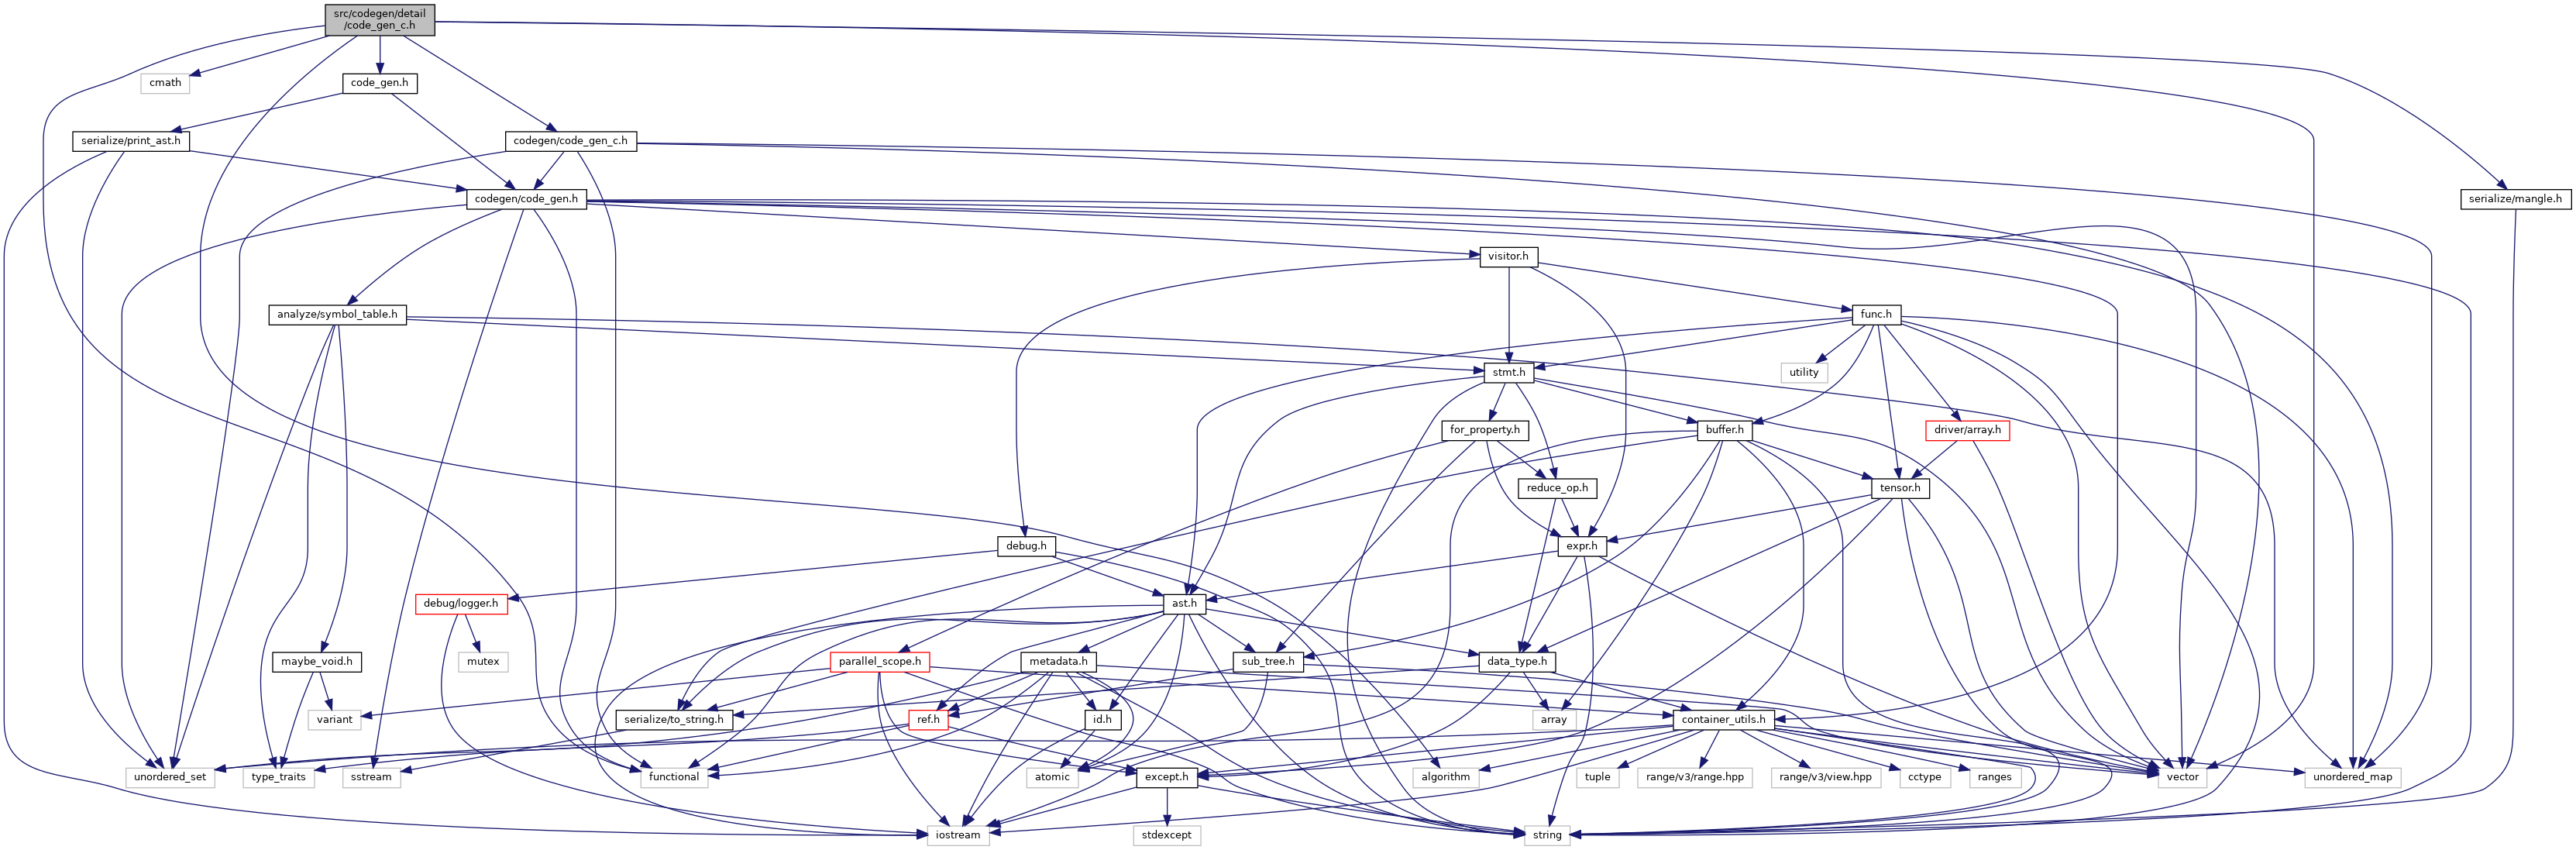 src/codegen/detail
/code_gen_c.h
cmath
code_gen.h
serialize/print_ast.h
codegen/code_gen_c.h
codegen/code_gen.h
serialize/mangle.h
visitor.h
analyze/symbol_table.h
func.h
utility
stmt.h
for_property.h
buffer.h
driver/array.h
reduce_op.h
tensor.h
debug.h
expr.h
debug/logger.h
ast.h
maybe_void.h
mutex
parallel_scope.h
metadata.h
sub_tree.h
data_type.h
variant
serialize/to_string.h
ref.h
id.h
array
container_utils.h
unordered_set
type_traits
sstream
functional
atomic
except.h
algorithm
tuple
range/v3/range.hpp
range/v3/view.hpp
cctype
ranges
vector
unordered_map
iostream
stdexcept
string